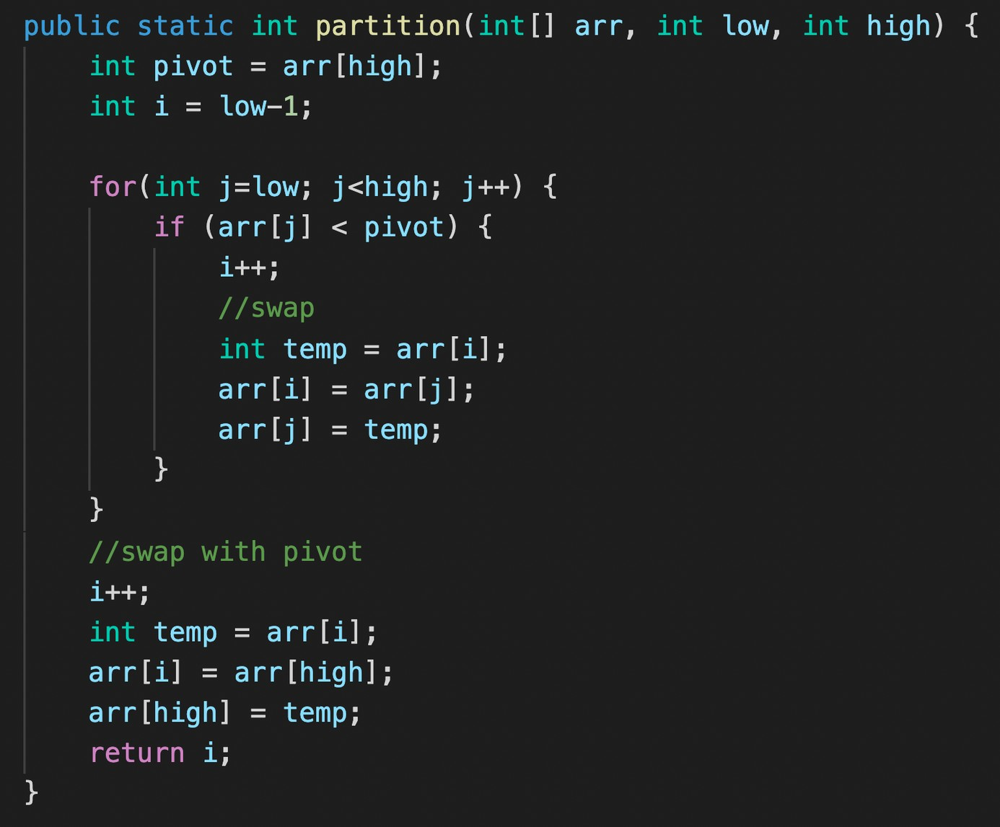 public static int partition(int[] arr, int low, int high) {
    int pivot = arr[high];
    int i = low-1;

    for(int j=low; j<high; j++) {
        if (arr[j] < pivot) {
            i++;
            //swap
            int temp = arr[i];
            arr[i] = arr[j];
            arr[j] = temp;
        }
    }
    //swap with pivot
    i++;
    int temp = arr[i];
    arr[i] = arr[high];
    arr[high] = temp;
    return i;
}